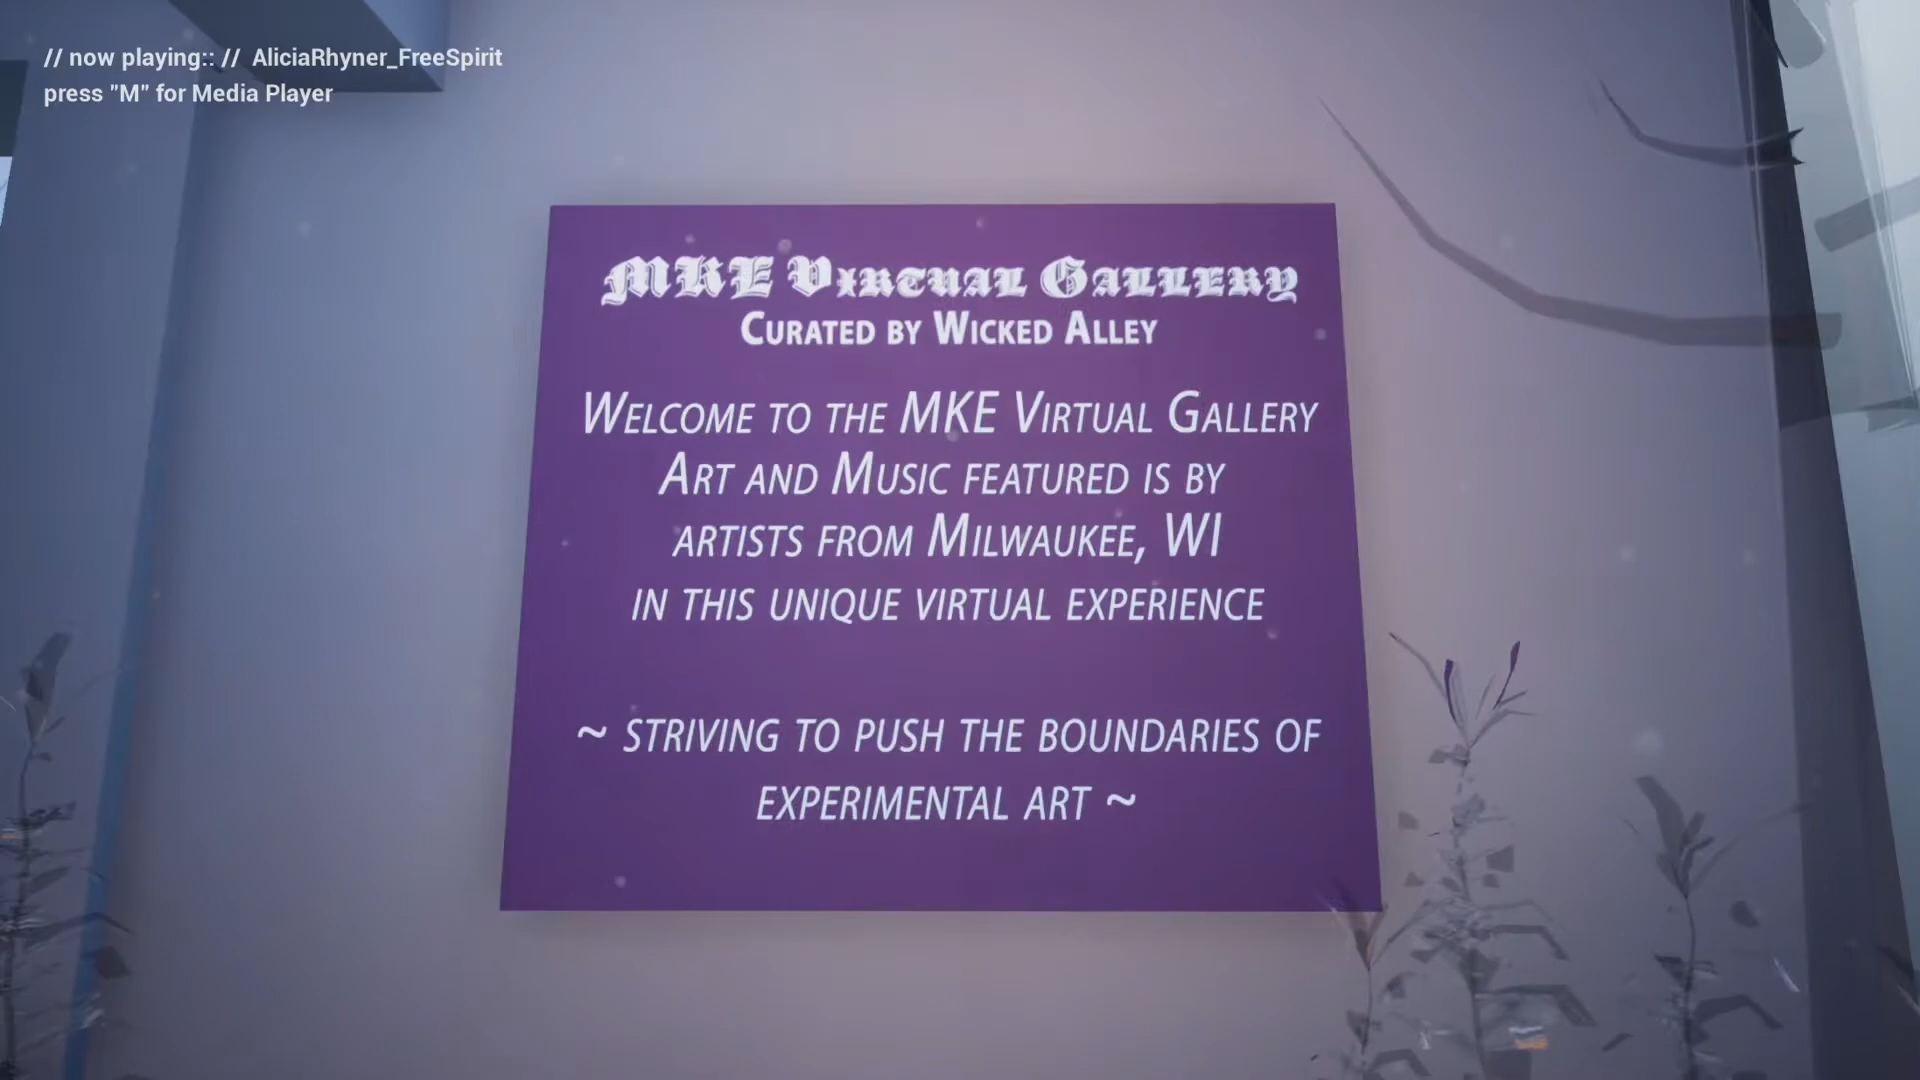 // now playing:: // AliciaRhyner_FreeSpirit
press "M" for Media Player
MKE Virtual Gallery
Curated by Wicked Alley
Welcome to the MKE Virtual Gallery
Art and Music featured is by
artists from Milwaukee, WI
in this unique virtual experience
~ striving to push the boundaries of
experimental art ~